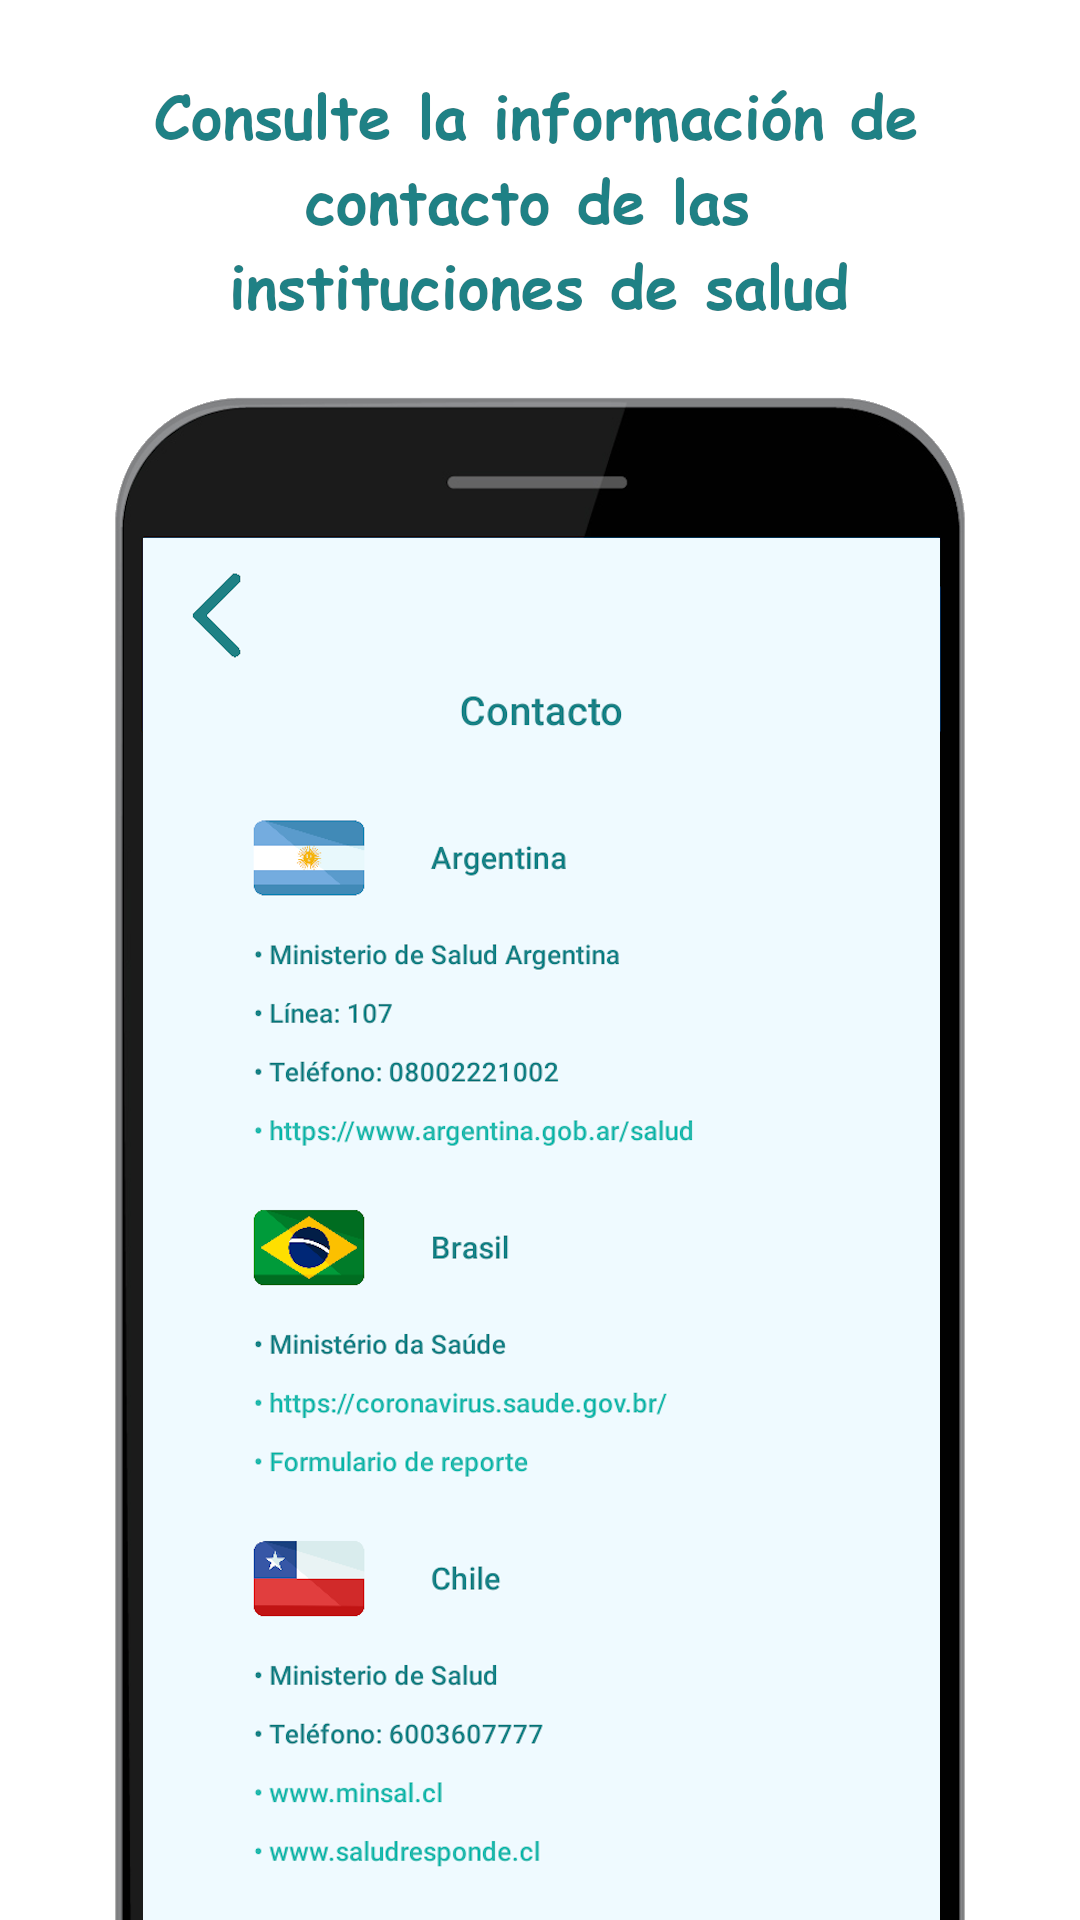 Consulte la información de
contacto de las
instituciones de salud
Contacto
Argentina
• Ministerio de Salud Argentina
• Línea: 107
• Teléfono: 08002221002
• https://www.argentina.gob.ar/salud
Brasil
• Ministério da Saúde
• https://coronavirus.saude.gov.br/
• Formulario de reporte
Chile
• Ministerio de Salud
• Teléfono: 6003607777
• www.minsal.cl
• www.saludresponde.cl